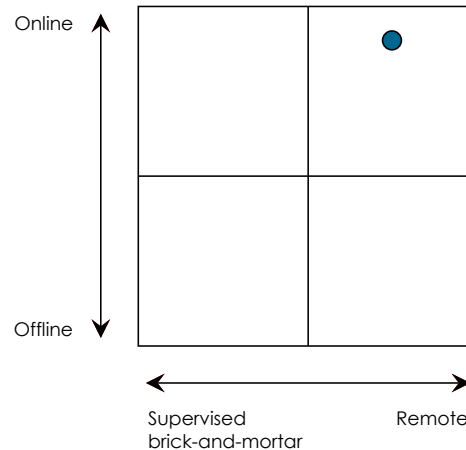 Online
Offline
Supervised
brick-and-mortar
Remote